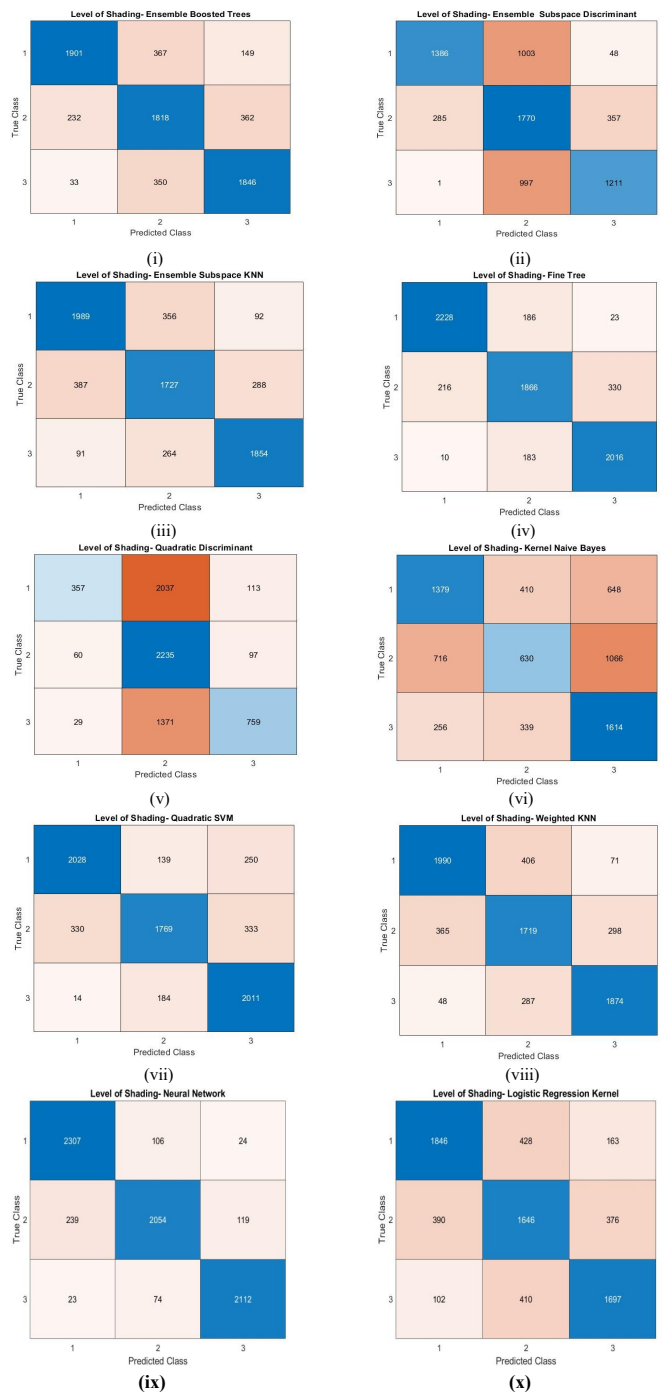 Level of Shading- Ensemble Boosted Trees
1 1901 367 149
True Class
2 232 1818 362
3 33 350 1846
1 2 3
Predicted Class
(i)
Level of Shading- Ensemble Subspace Discriminant
1 1386 1003 48
True Class
2 285 1770 357
3 1 997 1211
1 2 3
Predicted Class
(ii)
Level of Shading- Ensemble Subspace KNN
1 1989 356 92
True Class
2 387 1727 288
3 91 264 1854
1 2 3
Predicted Class
(iii)
Level of Shading- Fine Tree
1 2228 186 23
True Class
2 216 1866 330
3 10 183 2016
1 2 3
Predicted Class
(iv)
Level of Shading- Quadratic Discriminant
1 357 2037 113
True Class
2 60 2235 97
3 29 1371 759
1 2 3
Predicted Class
(v)
Level of Shading- Kernel Naive Bayes
1 1379 410 648
True Class
2 716 630 1066
3 256 339 1614
1 2 3
Predicted Class
(vi)
Level of Shading- Quadratic SVM
1 2028 139 250
True Class
2 330 1769 333
3 14 184 2011
1 2 3
Predicted Class
(vii)
Level of Shading- Weighted KNN
1 1990 406 71
True Class
2 365 1719 298
3 48 287 1874
1 2 3
Predicted Class
(viii)
Level of Shading- Neural Network
1 2307 106 24
True Class
2 239 2054 119
3 23 74 2112
1 2 3
Predicted Class
(ix)
Level of Shading- Logistic Regression Kernel
1 1846 428 163
True Class
2 390 1646 376
3 102 410 1697
1 2 3
Predicted Class
(x)